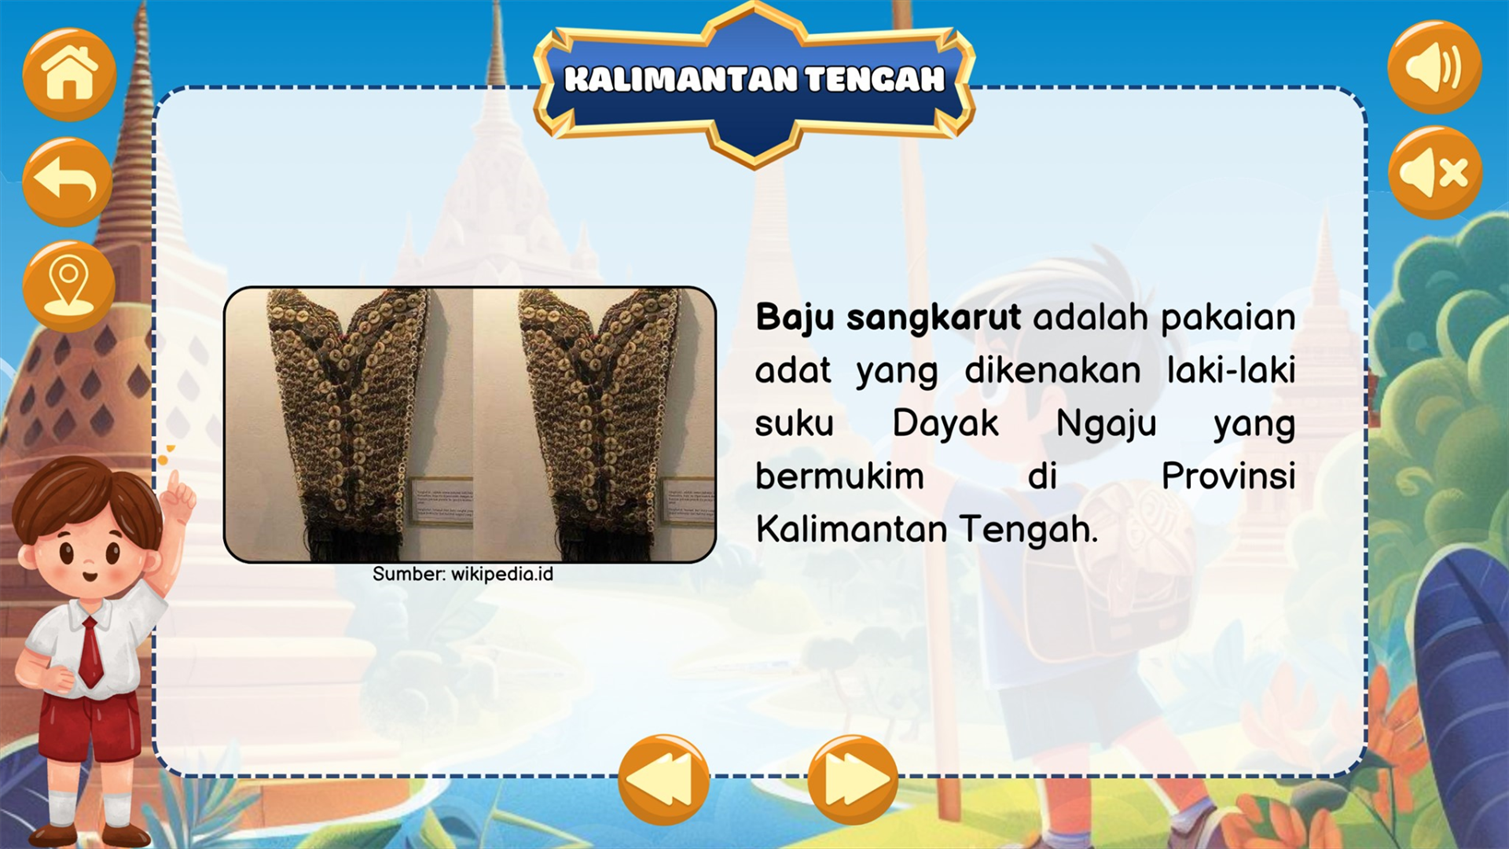 KALIMANTAN TENGAH
Baju sangkarut adalah pakaian
adat yang dikenakan laki-laki
suku Dayak Ngaju yang
bermukim di Provinsi
Kalimantan Tengah.
Sumber: wikipedia.id